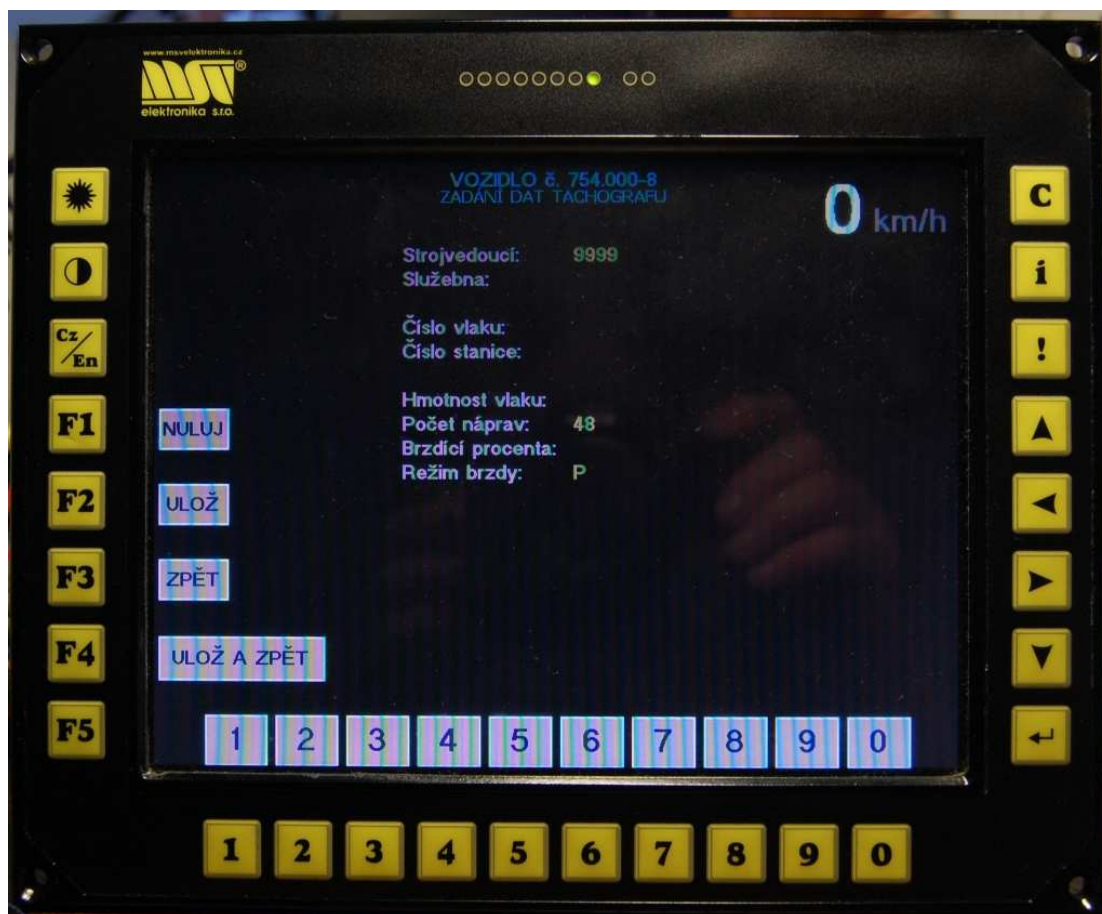 www.msvelektronika.cz
MSV®
elektronika s.r.o.
VOZIDLO č. 754.000-8
ZADÁNÍ DAT TACHOGRAFU
0 km/h
Strojvedoucí: 9999
Služebna:
Číslo vlaku:
Číslo stanice:
Hmotnost vlaku:
Počet náprav: 48
Brzdící procenta:
Režim brzdy: P
NULUJ
ULOŽ
ZPĚT
ULOŽ A ZPĚT
1 2 3 4 5 6 7 8 9 0
Cz/En
F1
F2
F3
F4
F5
C
i
!
1 2 3 4 5 6 7 8 9 0